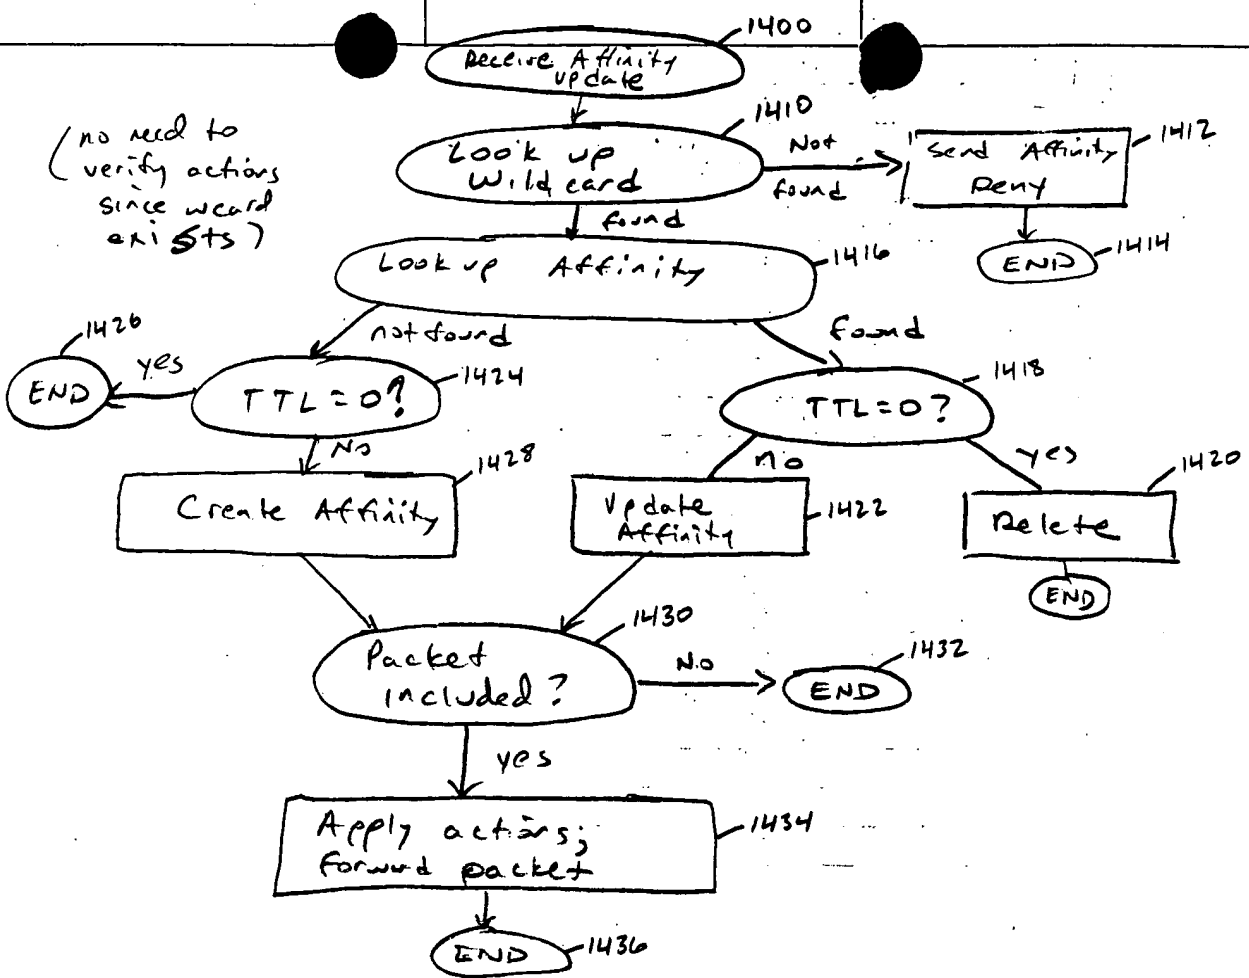 1400
Receive Affinity
update
1410
(no need to
verify actions
since wcard
exists)
Look up
Wildcard
Not
found
Send Affinity
Deny
1412
found
END
1414
Look up Affinity
1416
not found
found
1426
END
yes
TTL=0?
1424
TTL=0?
1418
No
no
yes
1428
Create Affinity
Update
Affinity
1422
1420
Delete
END
1430
Packet
included?
No
1432
END
yes
Apply actions;
forward packet
1434
END
1436